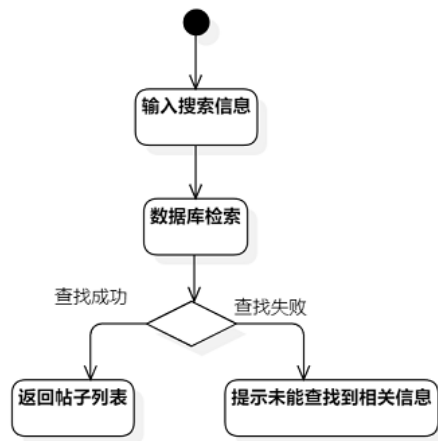 输入搜索信息
数据库检索
查找成功
查找失败
返回帖子列表
提示未能查找到相关信息